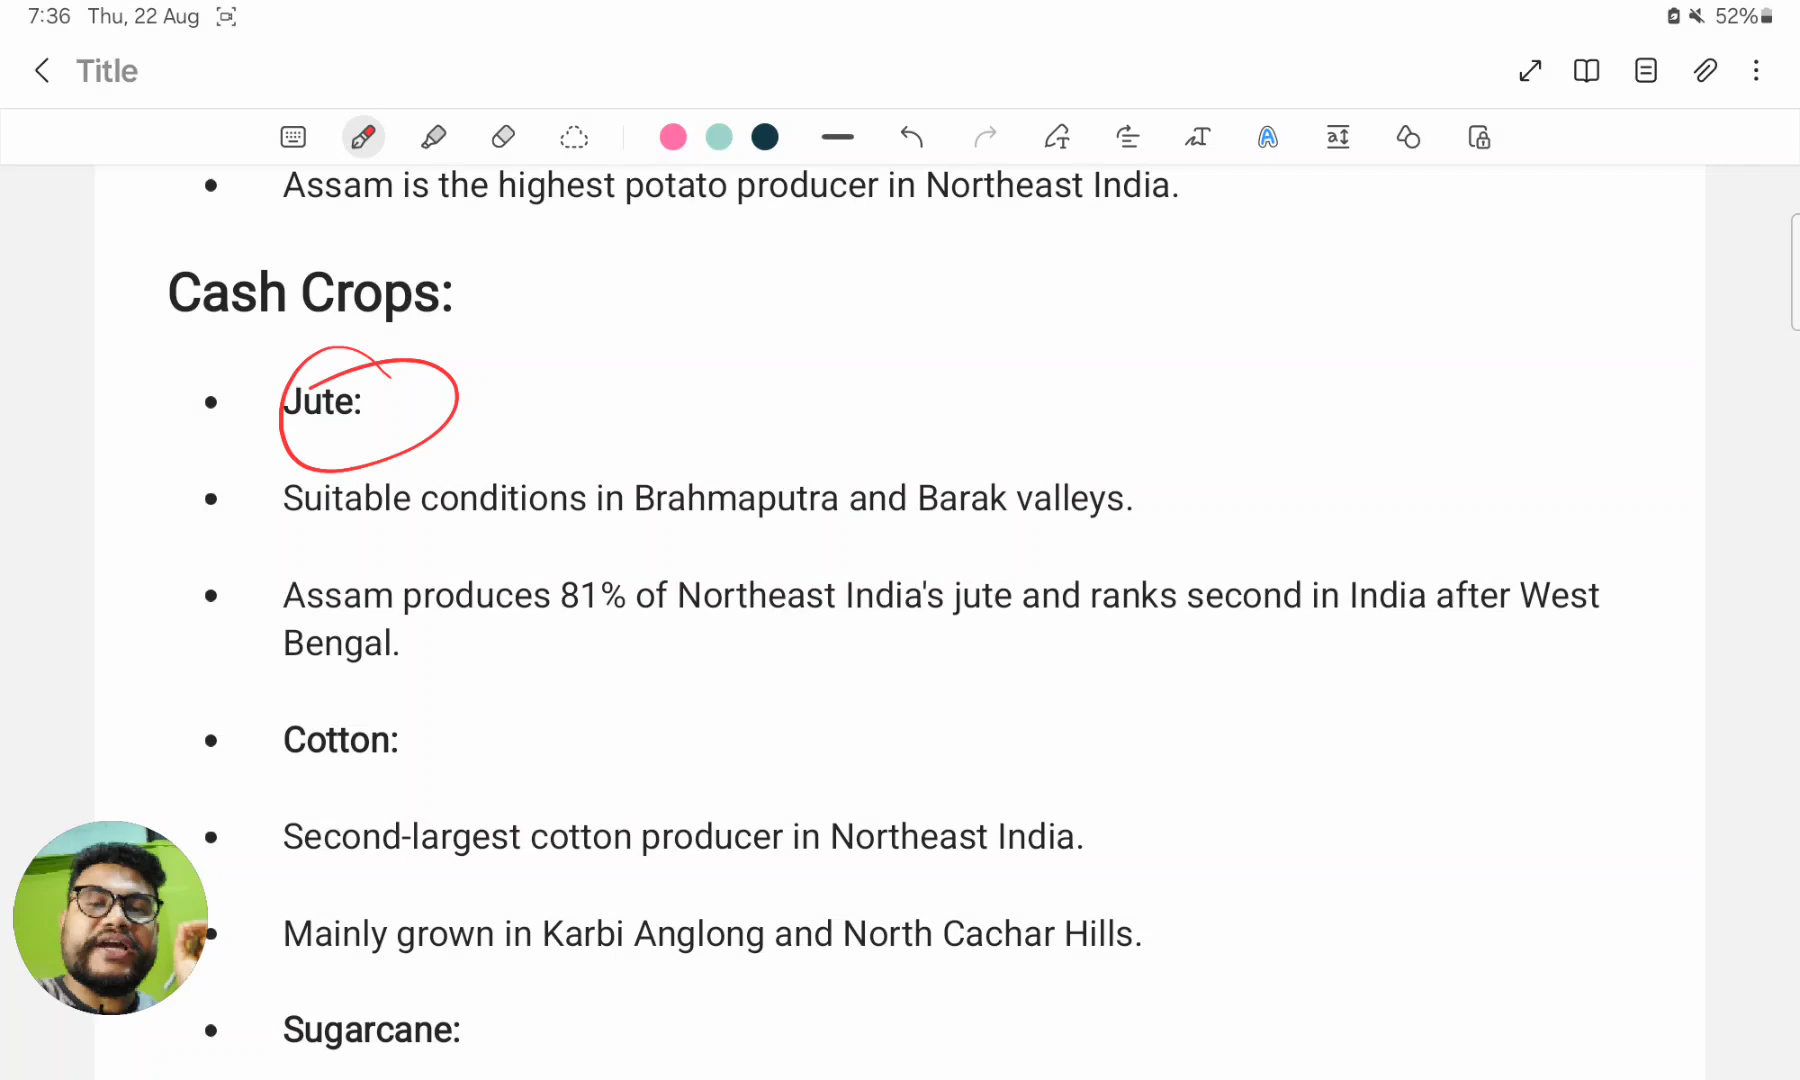 7:36 Thu, 22 Aug
52%
Title
• Assam is the highest potato producer in Northeast India.
Cash Crops:
• Jute:
• Suitable conditions in Brahmaputra and Barak valleys.
• Assam produces 81% of Northeast India's jute and ranks second in India after West
Bengal.
• Cotton:
• Second-largest cotton producer in Northeast India.
• Mainly grown in Karbi Anglong and North Cachar Hills.
• Sugarcane: